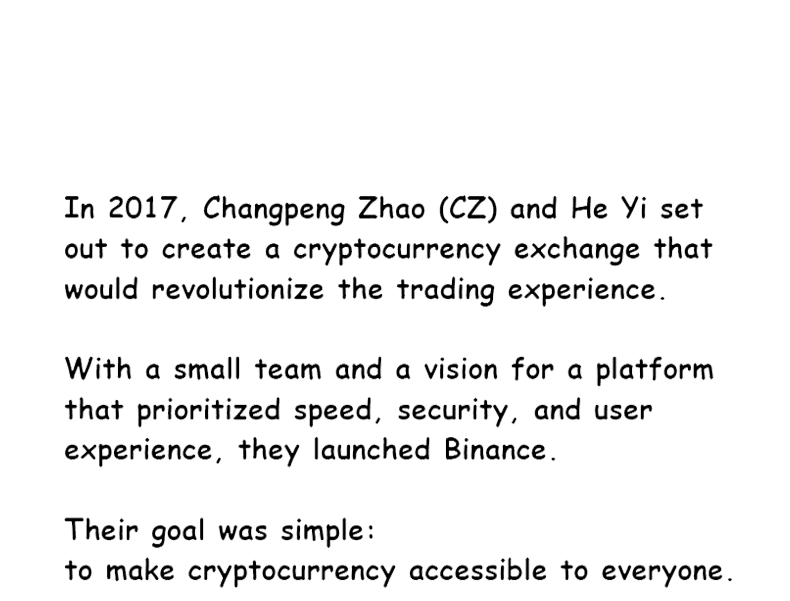 In 2017, Changpeng Zhao (CZ) and He Yi set
out to create a cryptocurrency exchange that
would revolutionize the trading experience.
With a small team and a vision for a platform
that prioritized speed, security, and user
experience, they launched Binance.
Their goal was simple:
to make cryptocurrency accessible to everyone.